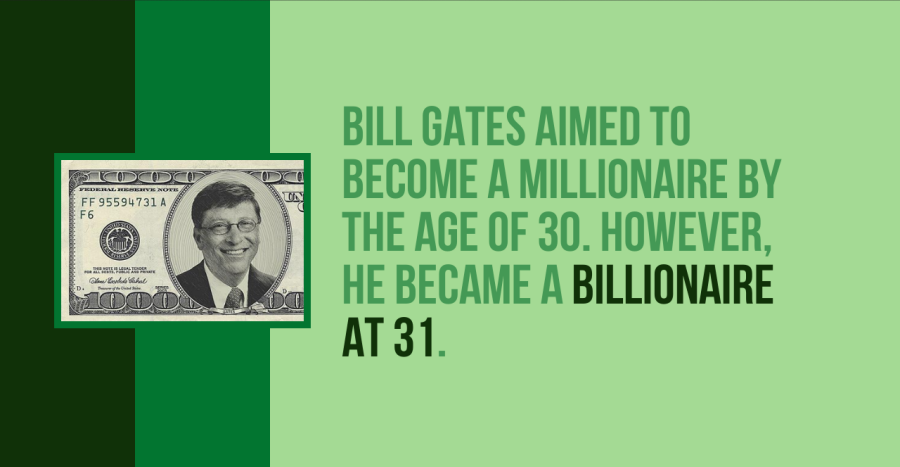 FEDERAL RESERVE NOTE
FF 95594731 A
F6
THIS NOTE IS LEGAL TENDER
FOR ALL DEBTS, PUBLIC AND PRIVATE
BILL GATES AIMED TO
BECOME A MILLIONAIRE BY
THE AGE OF 30. HOWEVER,
HE BECAME A BILLIONAIRE
AT 31.